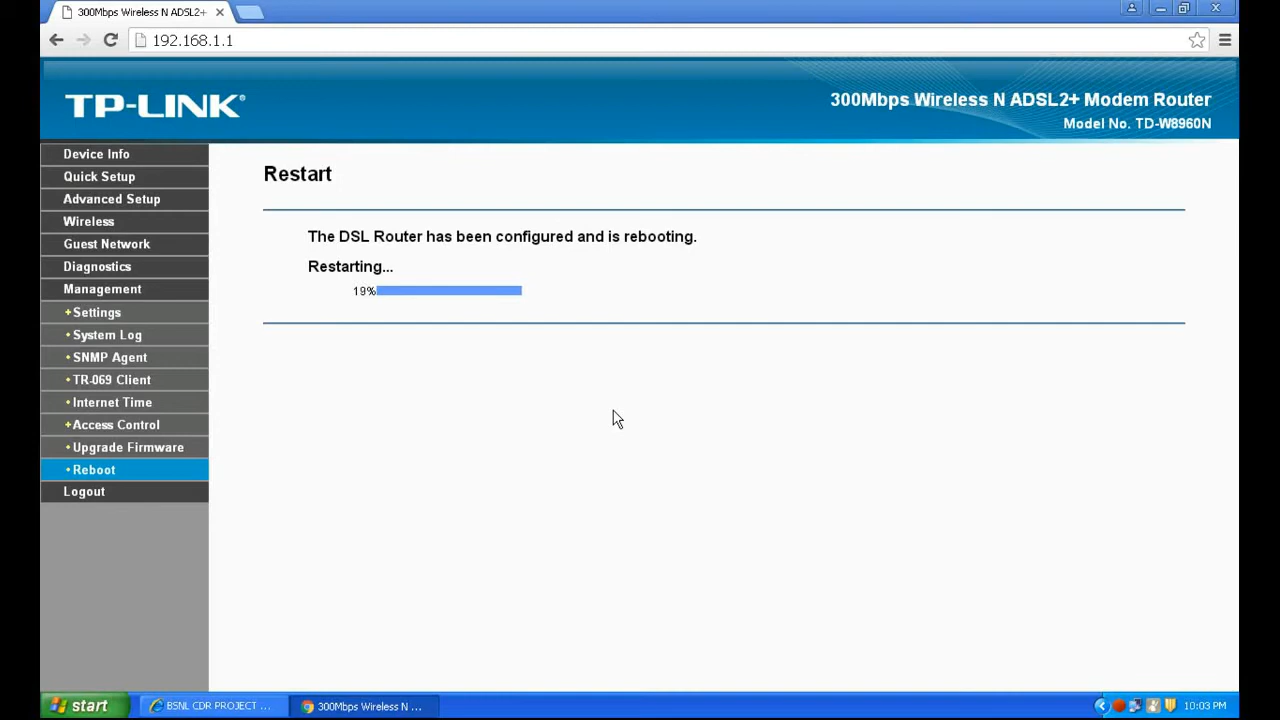 300Mbps Wireless N ADSL2+
192.168.1.1
TP-LINK®
300Mbps Wireless N ADSL2+ Modem Router
Model No. TD-W8960N
Device Info
Quick Setup
Advanced Setup
Wireless
Guest Network
Diagnostics
Management
+Settings
•System Log
•SNMP Agent
•TR-069 Client
•Internet Time
+Access Control
•Upgrade Firmware
•Reboot
Logout
Restart
The DSL Router has been configured and is rebooting.
Restarting...
19%
start
BSNL CDR PROJECT ...
300Mbps Wireless N ...
10:03 PM